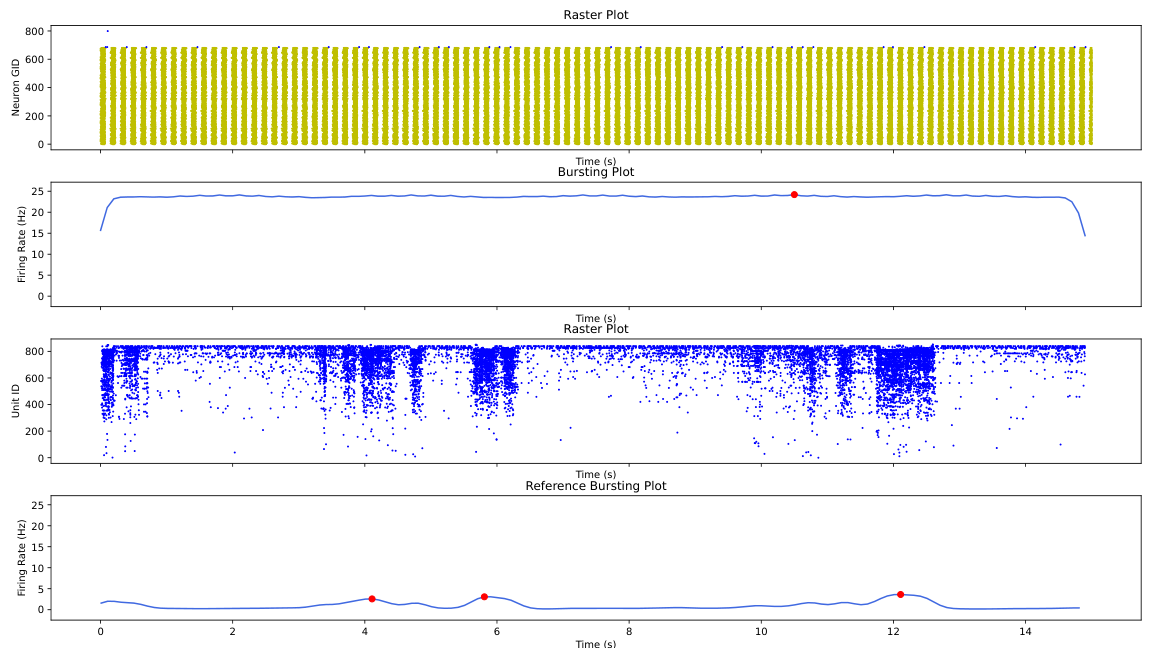 Raster Plot
Neuron GID
800
600
400
200
0
Time (s)
Bursting Plot
Firing Rate (Hz)
25
20
15
10
5
0
Time (s)
Raster Plot
Unit ID
800
600
400
200
0
Time (s)
Reference Bursting Plot
Firing Rate (Hz)
25
20
15
10
5
0
0 2 4 6 8 10 12 14
Time (s)